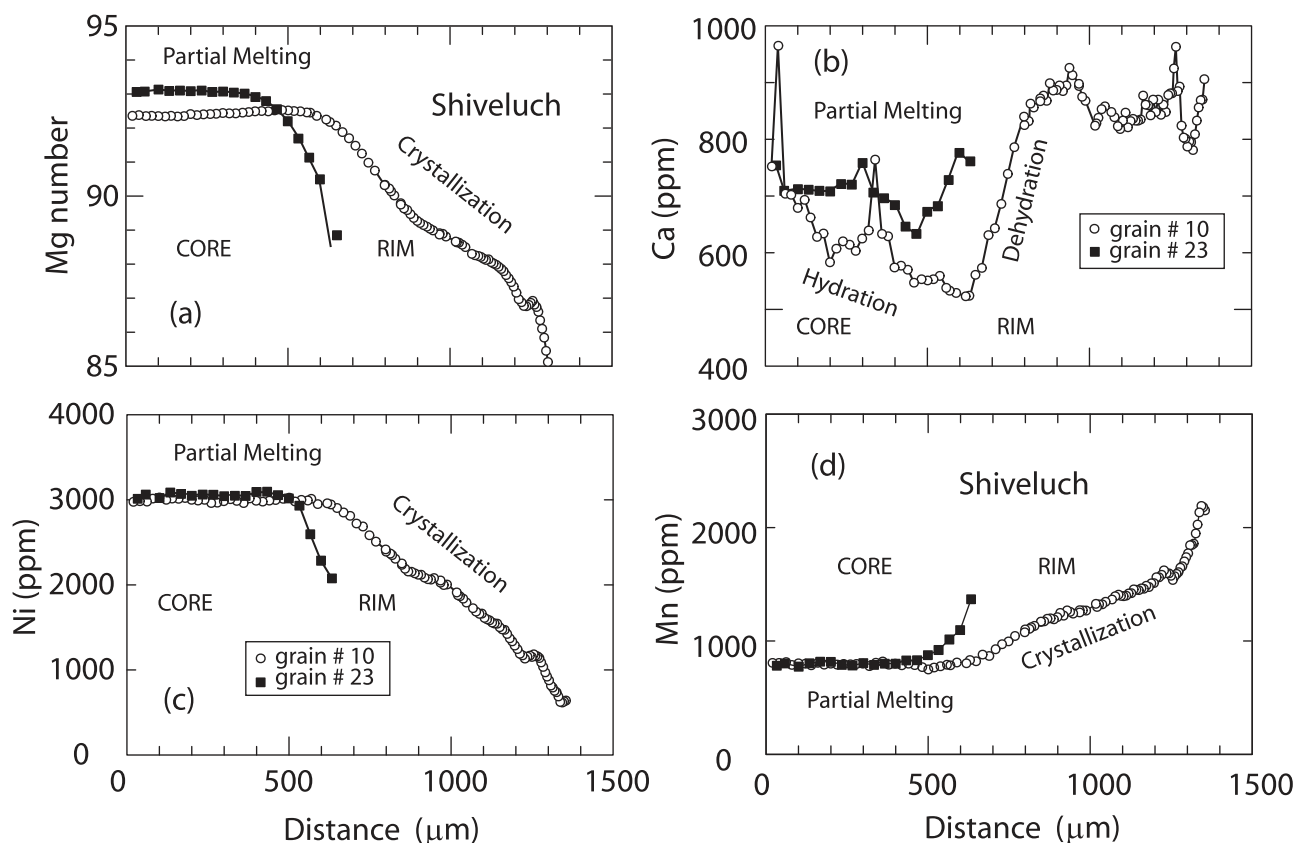 95
90
85
Mg number
Partial Melting
Shiveluch
Crystallization
CORE
RIM
(a)
1000
800
600
400
Ca (ppm)
(b)
Partial Melting
Dehydration
Hydration
CORE
RIM
grain # 10
grain # 23
4000
3000
2000
1000
0
Ni (ppm)
Partial Melting
Crystallization
CORE
RIM
grain # 10
grain # 23
(c)
0
500
1000
1500
Distance (μm)
3000
2000
1000
0
Mn (ppm)
(d)
Shiveluch
CORE
RIM
Crystallization
Partial Melting
0
500
1000
1500
Distance (μm)